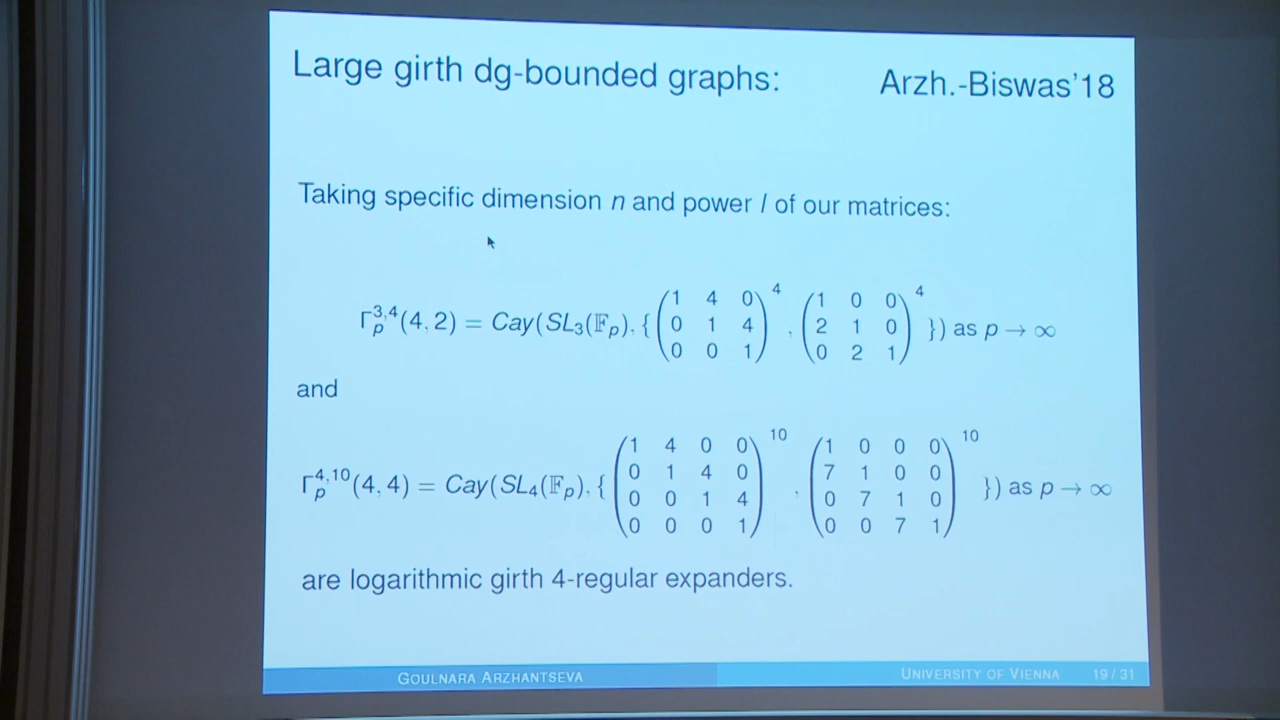 Large girth dg-bounded graphs: Arzh.-Biswas'18
Taking specific dimension n and power l of our matrices:
Γ_p^{3,4}(4, 2) = Cay(SL_3(𝔽_p), { (1 4 0; 0 1 4; 0 0 1)^4, (1 0 0; 2 1 0; 0 2 1)^4 }) as p → ∞
and
Γ_p^{4,10}(4, 4) = Cay(SL_4(𝔽_p), { (1 4 0 0; 0 1 4 0; 0 0 1 4; 0 0 0 1)^10, (1 0 0 0; 7 1 0 0; 0 7 1 0; 0 0 7 1)^10 }) as p → ∞
are logarithmic girth 4-regular expanders.
GOULNARA ARZHANTSEVA UNIVERSITY OF VIENNA 19 / 31